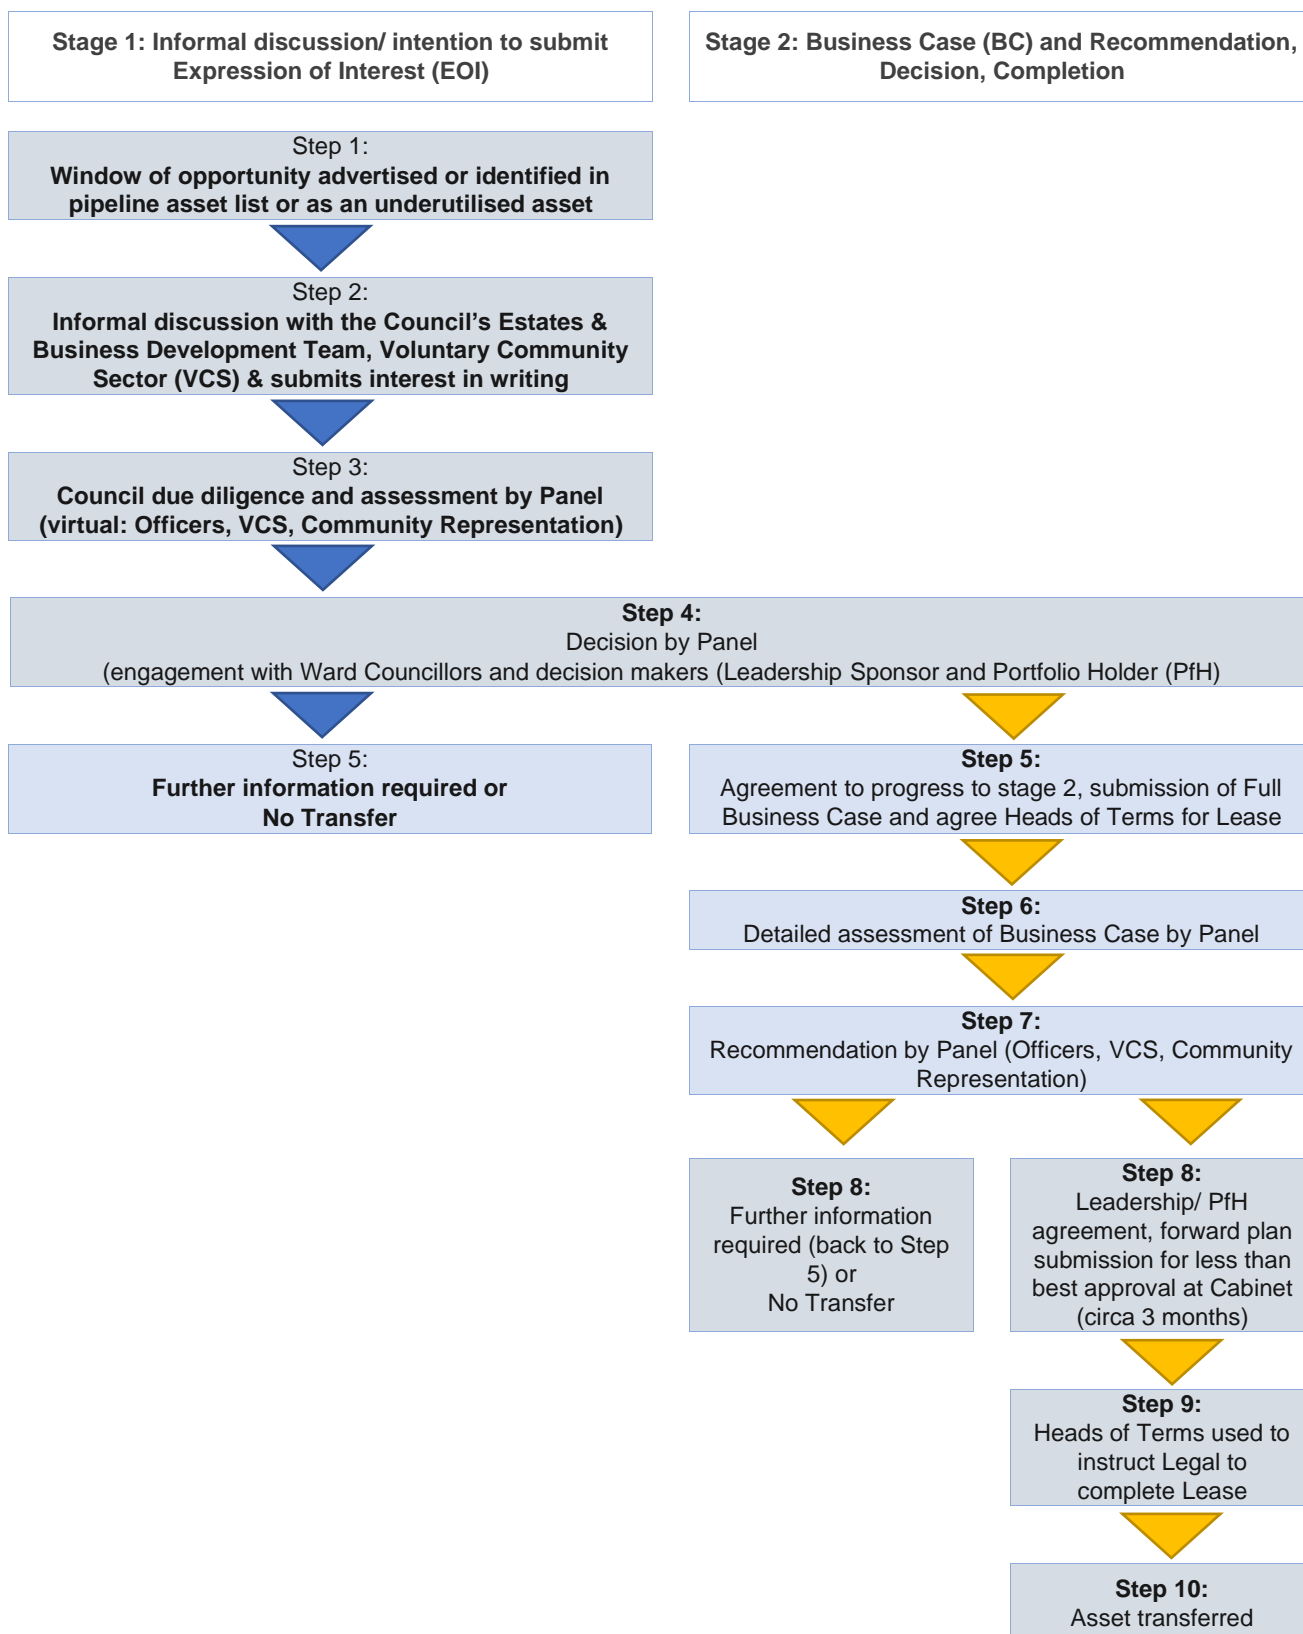 Stage 1: Informal discussion/ intention to submit
Expression of Interest (EOI)
Stage 2: Business Case (BC) and Recommendation,
Decision, Completion
Step 1:
Window of opportunity advertised or identified in
pipeline asset list or as an underutilised asset
Step 2:
Informal discussion with the Council’s Estates &
Business Development Team, Voluntary Community
Sector (VCS) & submits interest in writing
Step 3:
Council due diligence and assessment by Panel
(virtual: Officers, VCS, Community Representation)
Step 4:
Decision by Panel
(engagement with Ward Councillors and decision makers (Leadership Sponsor and Portfolio Holder (PfH)
Step 5:
Further information required or
No Transfer
Step 5:
Agreement to progress to stage 2, submission of Full
Business Case and agree Heads of Terms for Lease
Step 6:
Detailed assessment of Business Case by Panel
Step 7:
Recommendation by Panel (Officers, VCS, Community
Representation)
Step 8:
Further information
required (back to Step
5) or
No Transfer
Step 8:
Leadership/ PfH
agreement, forward plan
submission for less than
best approval at Cabinet
(circa 3 months)
Step 9:
Heads of Terms used to
instruct Legal to
complete Lease
Step 10:
Asset transferred